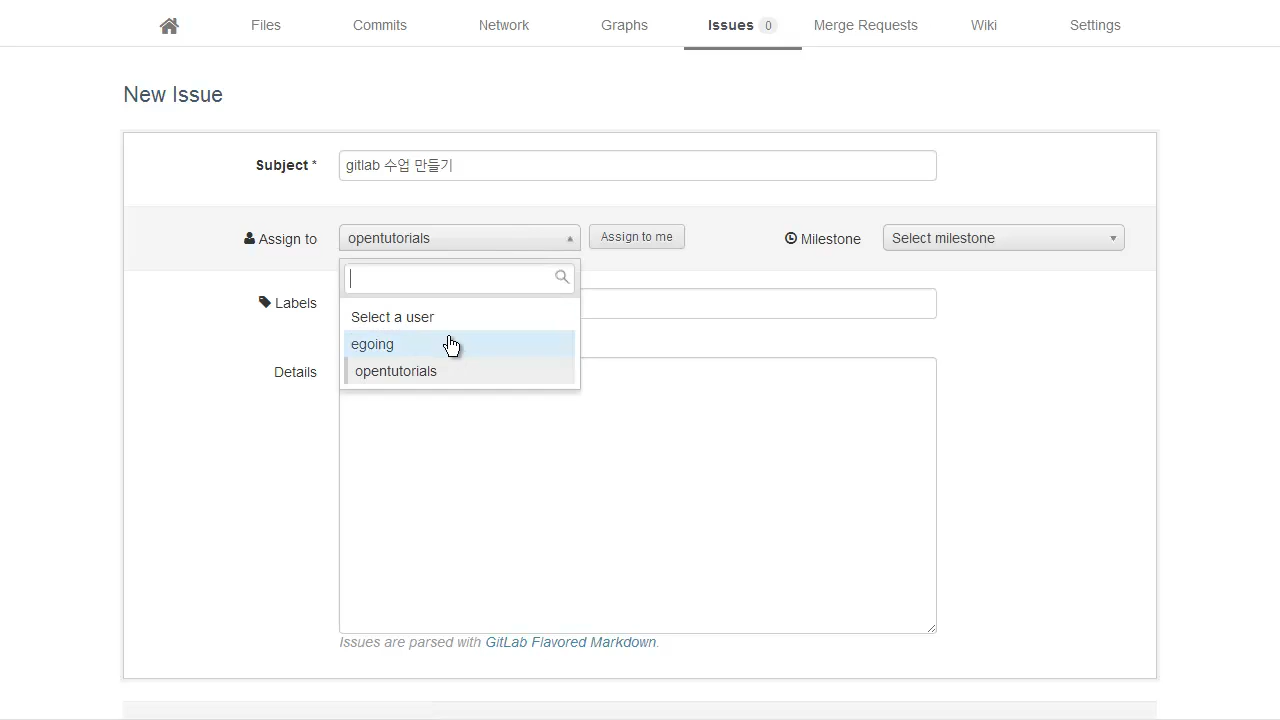 Files Commits Network Graphs Issues 0 Merge Requests Wiki Settings
New Issue
Subject * gitlab 수업 만들기
Assign to opentutorials Assign to me Milestone Select milestone
Select a user
Labels
egoing
opentutorials
Details
Issues are parsed with GitLab Flavored Markdown.